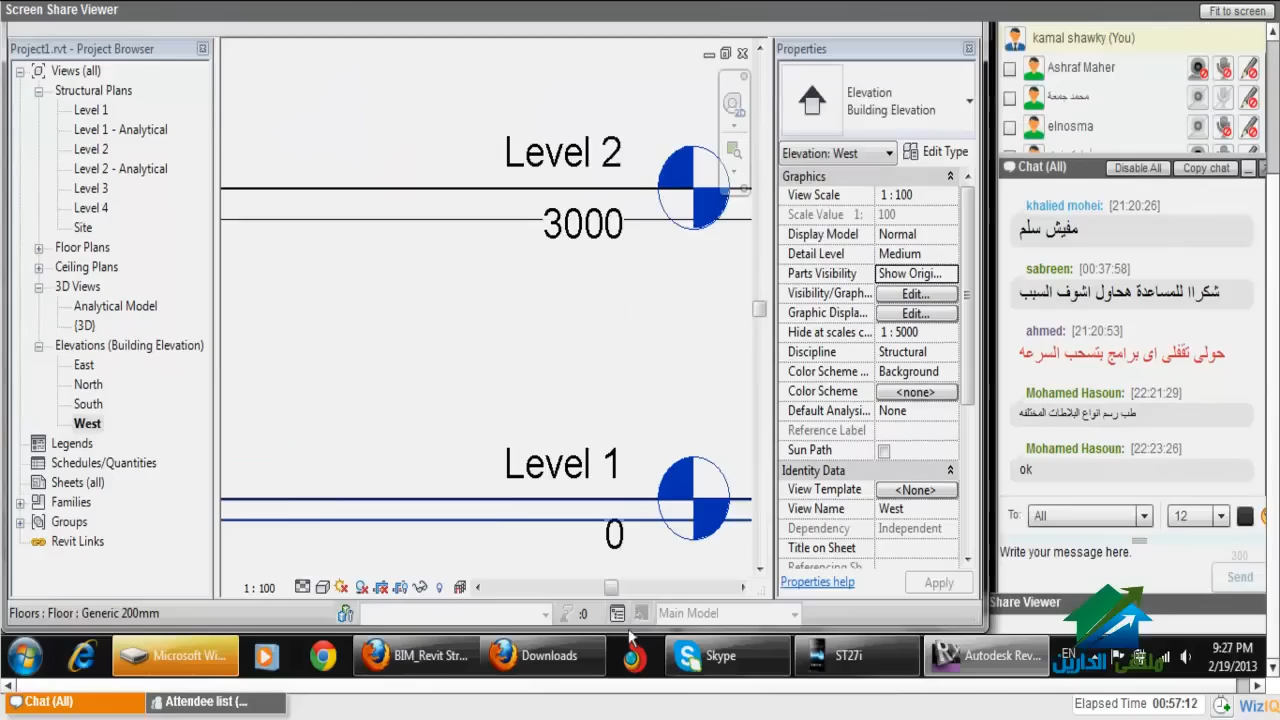 Screen Share Viewer
Fit to screen
Project1.rvt - Project Browser
Views (all)
Structural Plans
Level 1
Level 1 - Analytical
Level 2
Level 2 - Analytical
Level 3
Level 4
Site
Floor Plans
Ceiling Plans
3D Views
Analytical Model
{3D}
Elevations (Building Elevation)
East
North
South
West
Legends
Schedules/Quantities
Sheets (all)
Families
Groups
Revit Links
Level 2
3000
Level 1
0
1 : 100
Properties
Elevation
Building Elevation
Elevation: West
Edit Type
Graphics
View Scale 1 : 100
Scale Value 1: 100
Display Model Normal
Detail Level Medium
Parts Visibility Show Origi...
Visibility/Graph... Edit...
Graphic Displa... Edit...
Hide at scales c... 1 : 5000
Discipline Structural
Color Scheme ... Background
Color Scheme <none>
Default Analysi... None
Reference Label
Sun Path
Identity Data
View Template <None>
View Name West
Dependency Independent
Title on Sheet
Properties help
Apply
Floors : Floor : Generic 200mm
:0
Main Model
kamal shawky (You)
Ashraf Maher
محمد جمعة
elnosma
Chat (All)
Disable All
Copy chat
khalied mohei: [21:20:26]
مفيش سلم
sabreen: [00:37:58]
شكراا للمساعدة هحاول اشوف السبب
ahmed: [21:20:53]
حولى تقفلى اى برامج بتسحب السرعه
Mohamed Hasoun: [22:21:29]
طب رسم انواع البلاطات المختلفه
Mohamed Hasoun: [22:23:26]
ok
To: All
12
Write your message here.
300
Send
Share Viewer
Microsoft Wi...
BIM_Revit Str...
Downloads
Skype
ST27i
Autodesk Rev...
EN
9:27 PM
2/19/2013
ملتقى الدارين
Chat (All)
Attendee list (...
Elapsed Time 00:57:12
WizIQ